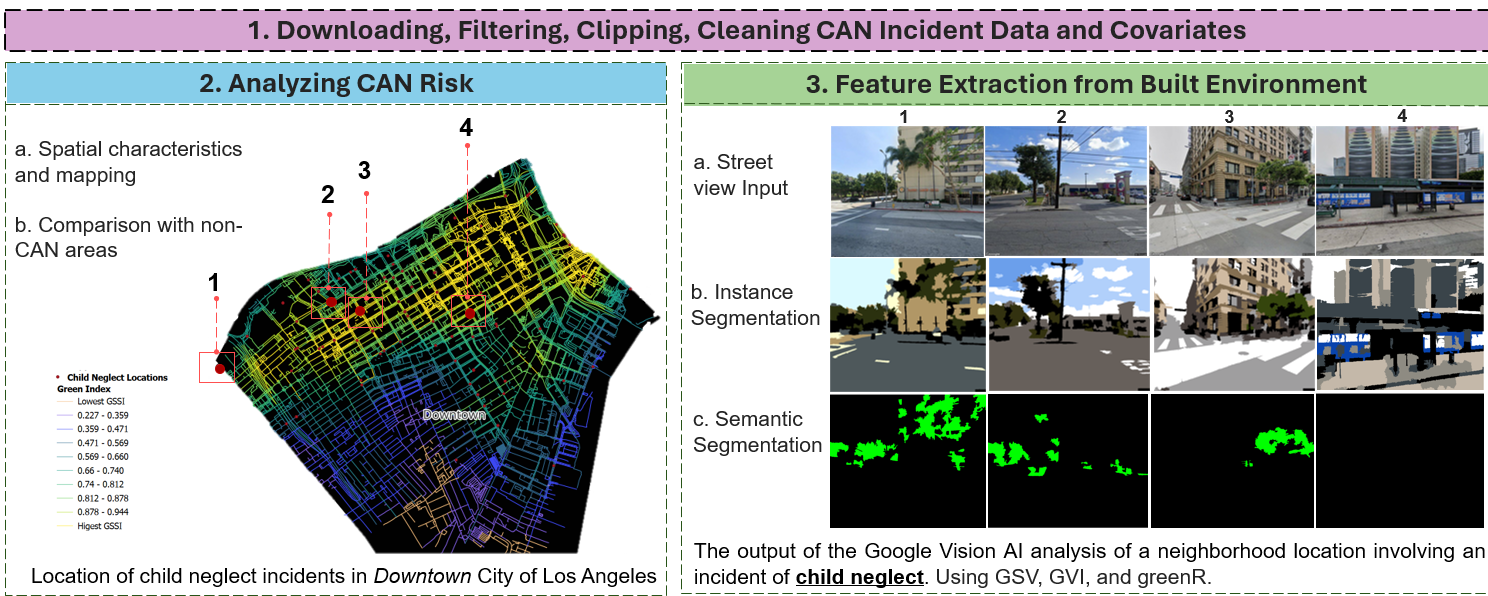 1. Downloading, Filtering, Clipping, Cleaning CAN Incident Data and Covariates
2. Analyzing CAN Risk
a. Spatial characteristics
and mapping
b. Comparison with non-
CAN areas
1
2
3
4
Child Neglect Locations
Green Index
Lowest GSSI
0.227 - 0.359
0.359 - 0.471
0.471 - 0.569
0.569 - 0.660
0.66 - 0.740
0.74 - 0.812
0.812 - 0.878
0.878 - 0.944
Higest GSSI
Downtown
Location of child neglect incidents in Downtown City of Los Angeles
3. Feature Extraction from Built Environment
1 2 3 4
a. Street
view Input
b. Instance
Segmentation
c. Semantic
Segmentation
The output of the Google Vision AI analysis of a neighborhood location involving an
incident of child neglect. Using GSV, GVI, and greenR.